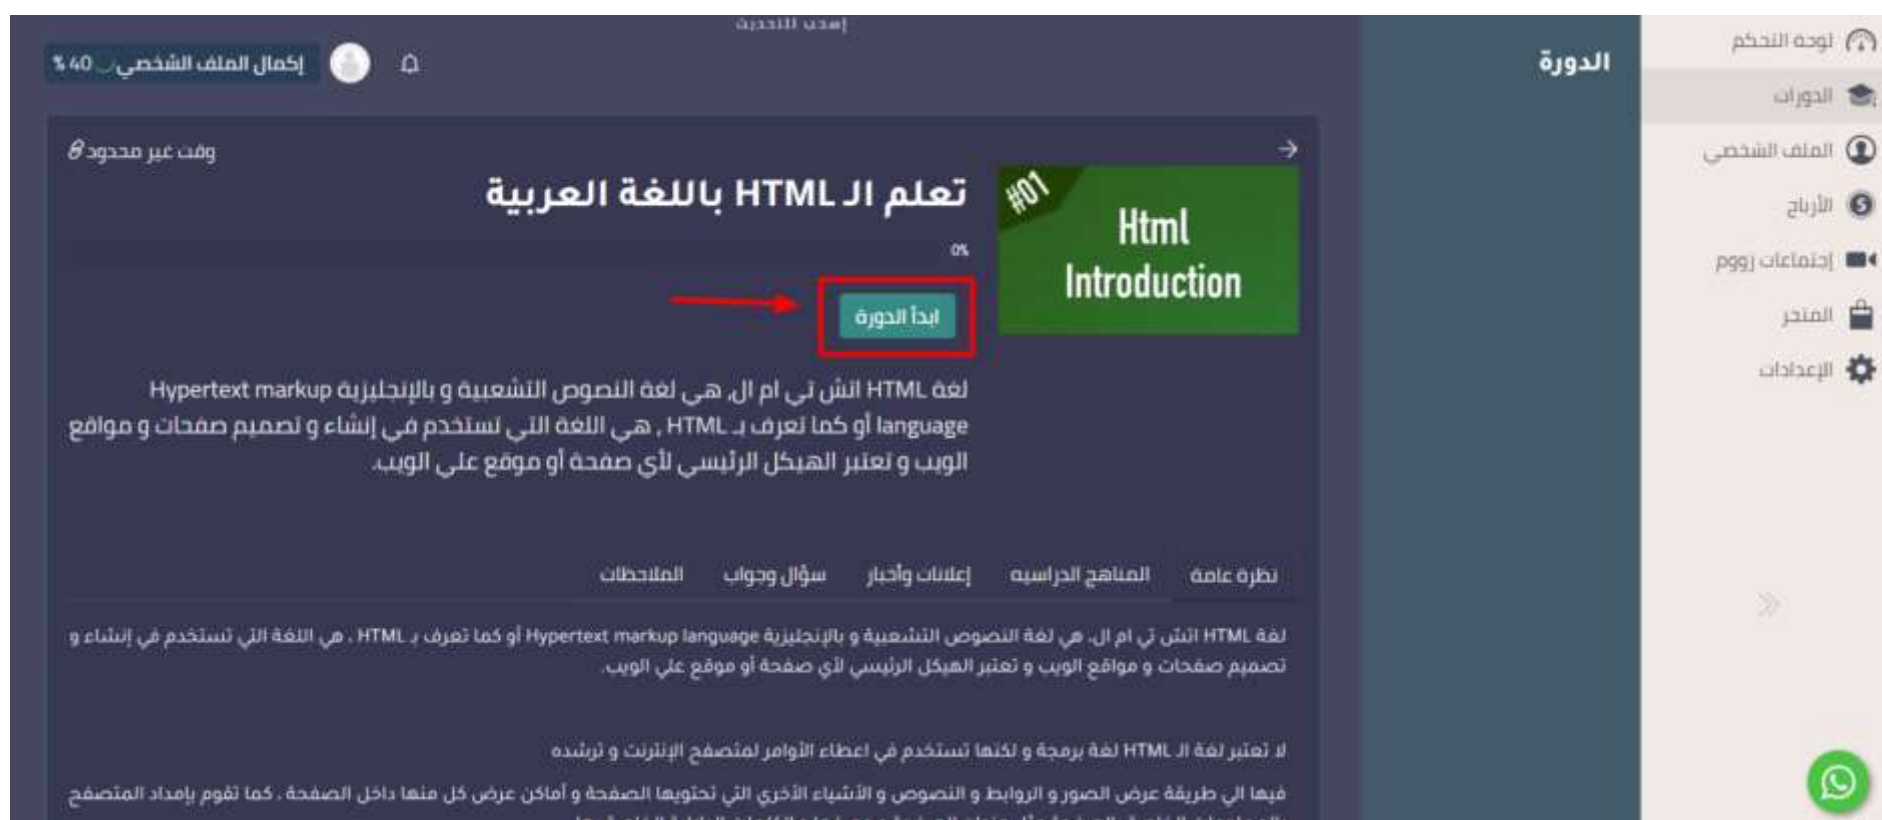 إسحب للتحديث
لوحة التحكم
الدورات
الملف الشخصي
الأرباح
إجتماعات زووم
المتجر
الإعدادات
الدورة
إكمال الملف الشخصي 40 %
وقت غير محدود
#01
Html
Introduction
تعلم الـ HTML باللغة العربية
0%
ابدأ الدورة
لغة HTML اتش تي ام ال, هي لغة النصوص التشعبية و بالإنجليزية Hypertext markup
language أو كما تعرف بـ HTML , هي اللغة التي تستخدم في إنشاء و تصميم صفحات و مواقع
الويب و تعتبر الهيكل الرئيسي لأي صفحة أو موقع علي الويب.
نظرة عامة
المناهج الدراسيه
إعلانات وأخبار
سؤال وجواب
الملاحظات
لغة HTML اتش تي ام ال, هي لغة النصوص التشعبية و بالإنجليزية Hypertext markup language أو كما تعرف بـ HTML , هي اللغة التي تستخدم في إنشاء و
تصميم صفحات و مواقع الويب و تعتبر الهيكل الرئيسي لأي صفحة أو موقع علي الويب.
لا تعتبر لغة الـ HTML لغة برمجة و لكنها تستخدم في اعطاء الأوامر لمتصفح الإنترنت و ترشده
فيها الي طريقة عرض الصور و الروابط و النصوص و الأشياء الأخري التي تحتويها الصفحة و أماكن عرض كل منها داخل الصفحة , كما تقوم بإمداد المتصفح